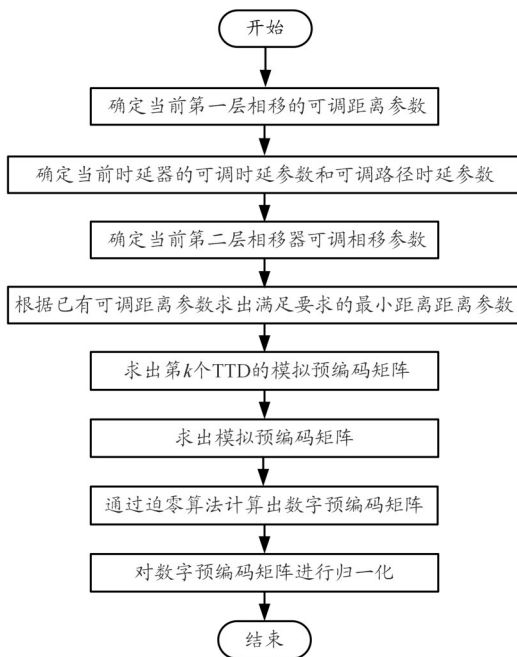 开始
确定当前第一层相移的可调距离参数
确定当前时延器的可调时延参数和可调路径时延参数
确定当前第二层相移器可调相移参数
根据已有可调距离参数求出满足要求的最小距离距离参数
求出第k个TTD的模拟预编码矩阵
求出模拟预编码矩阵
通过迫零算法计算出数字预编码矩阵
对数字预编码矩阵进行归一化
结束